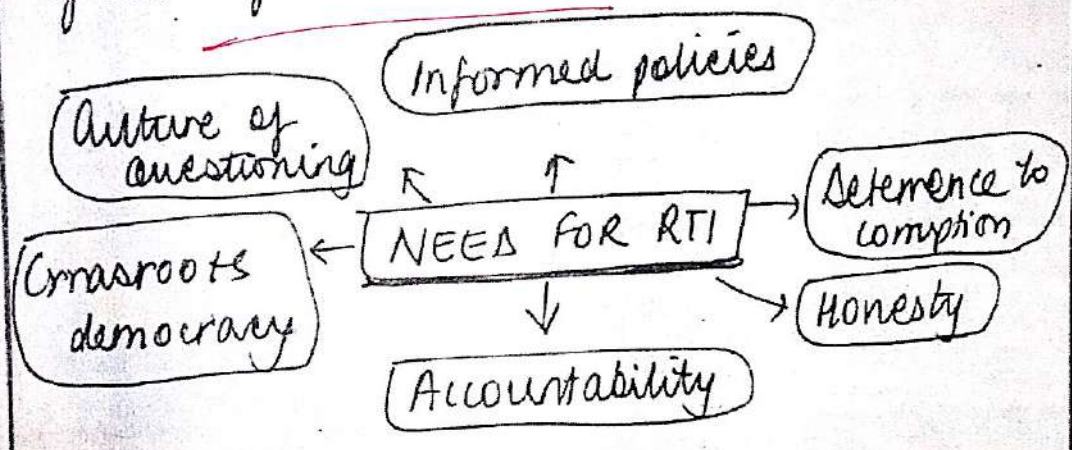 Informed policies
Culture of
questioning
Deterrence to
corruption
NEED FOR RTI
Grassroots
democracy
Honesty
Accountability